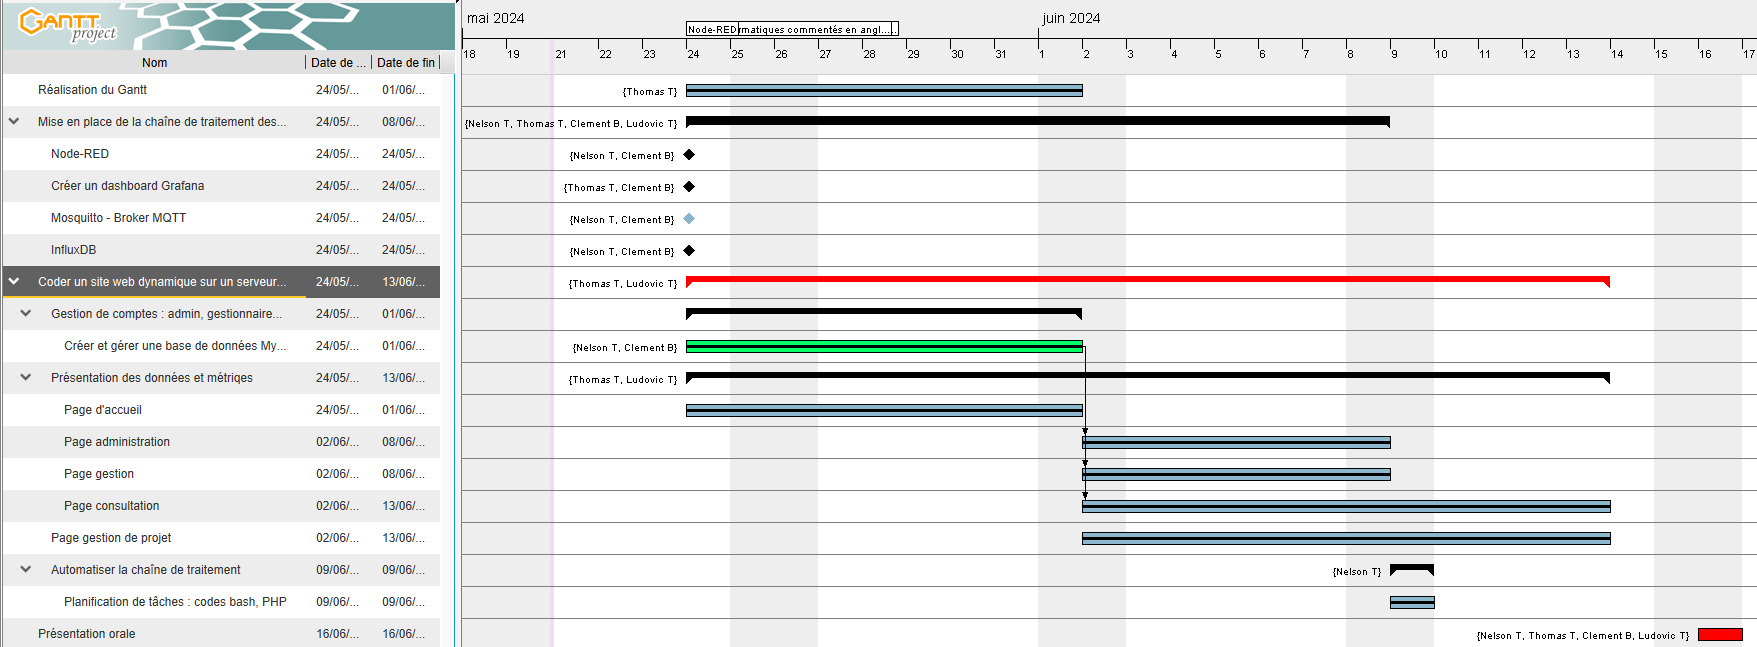 GANTT project
mai 2024
juin 2024
Node-RED rmatiques commentés en angl......
18 19 20 21 22 23 24 25 26 27 28 29 30 31 1 2 3 4 5 6 7 8 9 10 11 12 13 14 15 16 17
Nom Date de ... Date de fin
Réalisation du Gantt 24/05/... 01/06/... {Thomas T}
Mise en place de la chaîne de traitement des... 24/05/... 08/06/... {Nelson T, Thomas T, Clement B, Ludovic T}
Node-RED 24/05/... 24/05/... {Nelson T, Clement B}
Créer un dashboard Grafana 24/05/... 24/05/... {Thomas T, Clement B}
Mosquitto - Broker MQTT 24/05/... 24/05/... {Nelson T, Clement B}
InfluxDB 24/05/... 24/05/... {Nelson T, Clement B}
Coder un site web dynamique sur un serveur... 24/05/... 13/06/... {Thomas T, Ludovic T}
Gestion de comptes : admin, gestionnaire... 24/05/... 01/06/...
Créer et gérer une base de données My... 24/05/... 01/06/... {Nelson T, Clement B}
Présentation des données et métriqes 24/05/... 13/06/... {Thomas T, Ludovic T}
Page d'accueil 24/05/... 01/06/...
Page administration 02/06/... 08/06/...
Page gestion 02/06/... 08/06/...
Page consultation 02/06/... 13/06/...
Page gestion de projet 02/06/... 13/06/...
Automatiser la chaîne de traitement 09/06/... 09/06/... {Nelson T}
Planification de tâches : codes bash, PHP 09/06/... 09/06/...
Présentation orale 16/06/... 16/06/... {Nelson T, Thomas T, Clement B, Ludovic T}